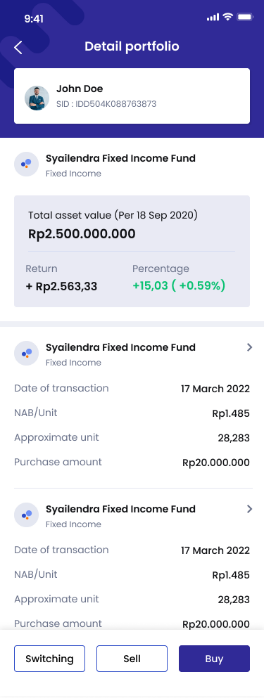 9:41
Detail portfolio
John Doe
SID : IDD504K088763873
Syailendra Fixed Income Fund
Fixed Income
Total asset value (Per 18 Sep 2020)
Rp2.500.000.000
Return Percentage
+ Rp2.563,33 +15,03 ( +0.59%)
Syailendra Fixed Income Fund
Fixed Income
Date of transaction 17 March 2022
NAB/Unit Rp1.485
Approximate unit 28,283
Purchase amount Rp20.000.000
Syailendra Fixed Income Fund
Fixed Income
Date of transaction 17 March 2022
NAB/Unit Rp1.485
Approximate unit 28,283
Purchase amount Rp20.000.000
Switching Sell Buy